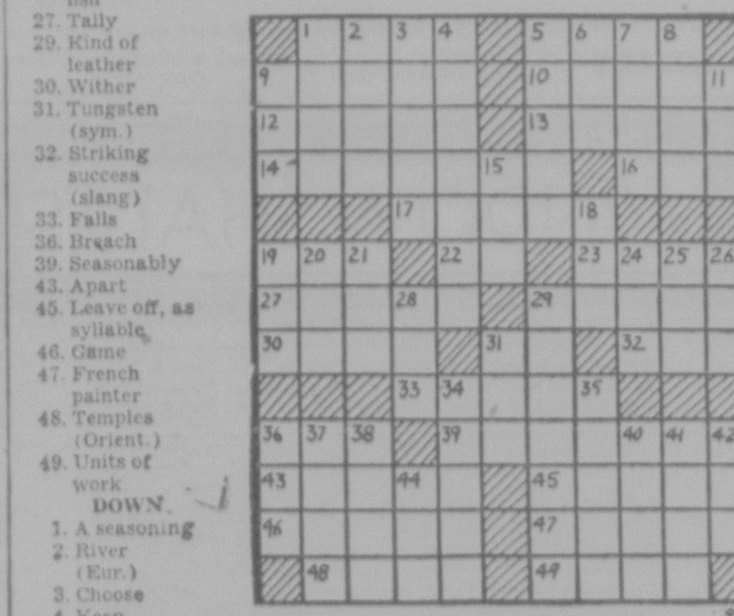 fish
27. Tally
29. Kind of
leather
30. Wither
31. Tungsten
(sym.)
32. Striking
success
(slang)
33. Falls
36. Breach
39. Seasonably
43. Apart
45. Leave off, as
syllable
46. Game
47. French
painter
48. Temples
(Orient.)
49. Units of
work
DOWN
1. A seasoning
2. River
(Eur.)
3. Choose
4. Keep
1 2 3 4 5 6 7 8
9 10 11
12 13
14 15 16
17 18
19 20 21 22 23 24 25 26
27 28 29
30 31 32
33 34 35
36 37 38 39 40 41 42
43 44 45
46 47
48 49